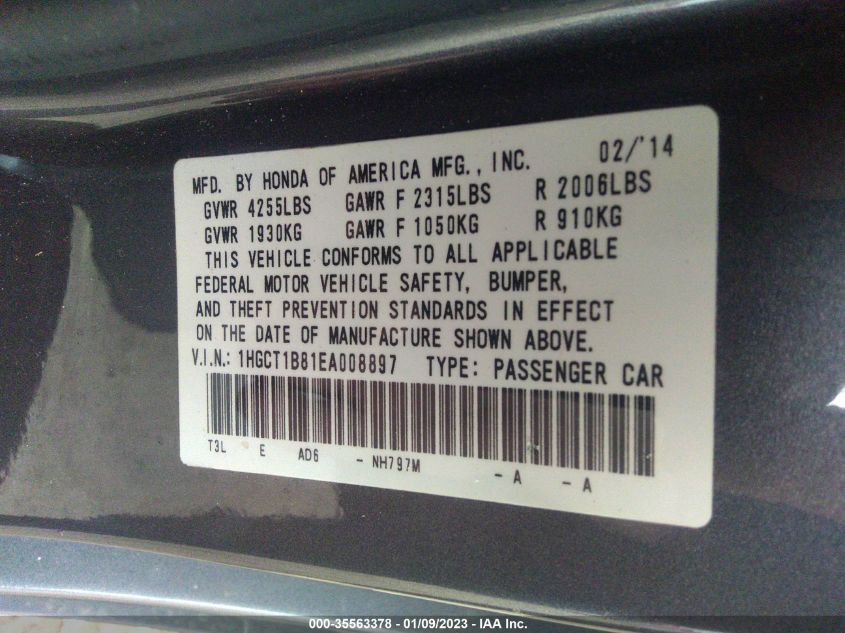 MFD. BY HONDA OF AMERICA MFG., INC. 02/'14
GVWR 4255LBS GAWR F 2315LBS R 2006LBS
GVWR 1930KG GAWR F 1050KG R 910KG
THIS VEHICLE CONFORMS TO ALL APPLICABLE
FEDERAL MOTOR VEHICLE SAFETY, BUMPER,
AND THEFT PREVENTION STANDARDS IN EFFECT
ON THE DATE OF MANUFACTURE SHOWN ABOVE.
V.I.N.: 1HGCT1B81EA008897 TYPE: PASSENGER CAR
T3L E AD6 - NH797M - A - A
000-35563378 - 01/09/2023 - IAA Inc.